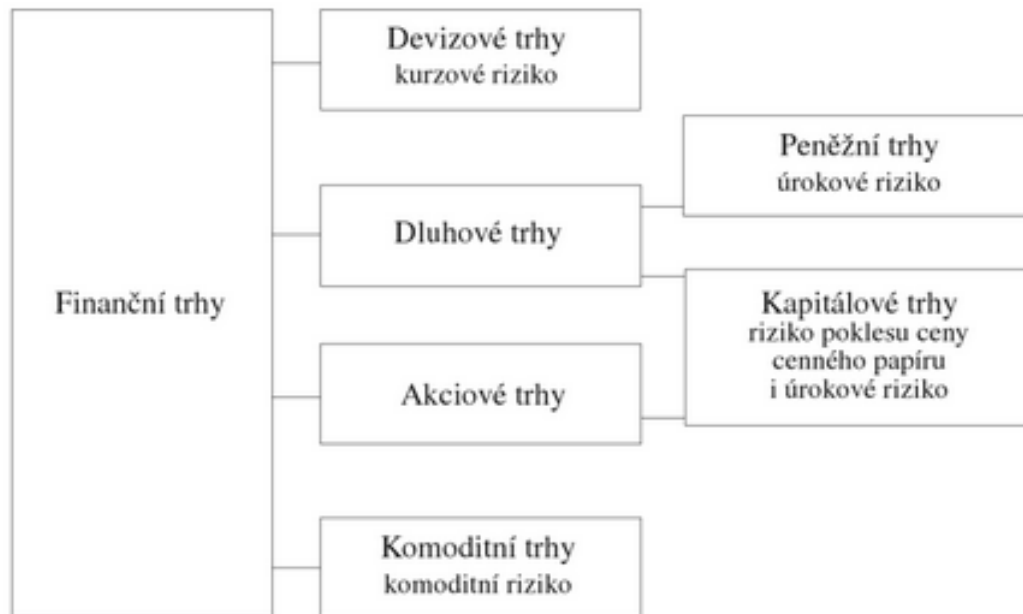 Finanční trhy
Devizové trhy
kurzové riziko
Dluhové trhy
Akciové trhy
Komoditní trhy
komoditní riziko
Peněžní trhy
úrokové riziko
Kapitálové trhy
riziko poklesu ceny
cenného papíru
i úrokové riziko